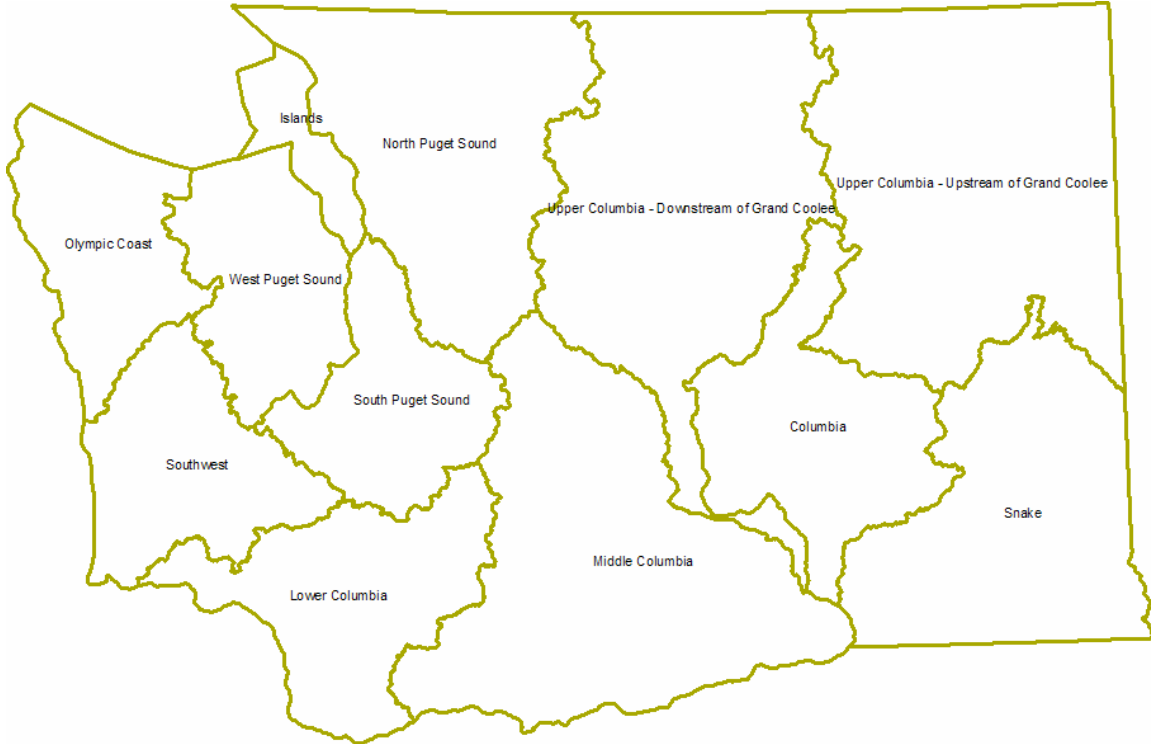 Islands
North Puget Sound
Upper Columbia - Upstream of Grand Coolee
Upper Columbia - Downstream of Grand Coolee
Olympic Coast
West Puget Sound
South Puget Sound
Columbia
Southwest
Snake
Middle Columbia
Lower Columbia